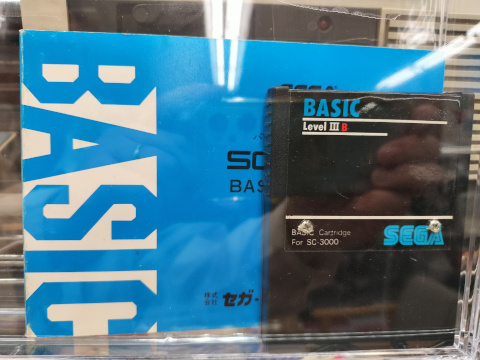 BASIC
SEGA
SC
BAS
株式
会社 セガ・
BASIC
Level III B
BASIC Cartridge
For SC-3000
SEGA